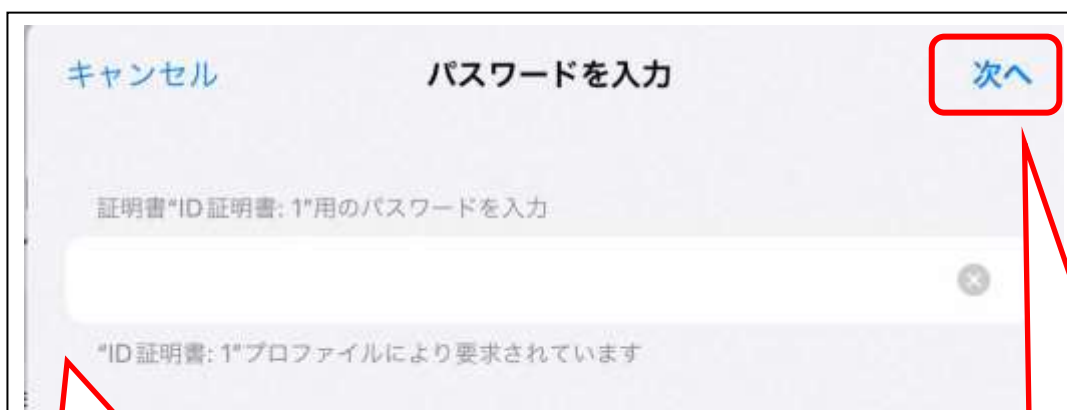 キャンセル パスワードを入力 次へ
証明書“ID証明書: 1”用のパスワードを入力
“ID証明書: 1”プロファイルにより要求されています